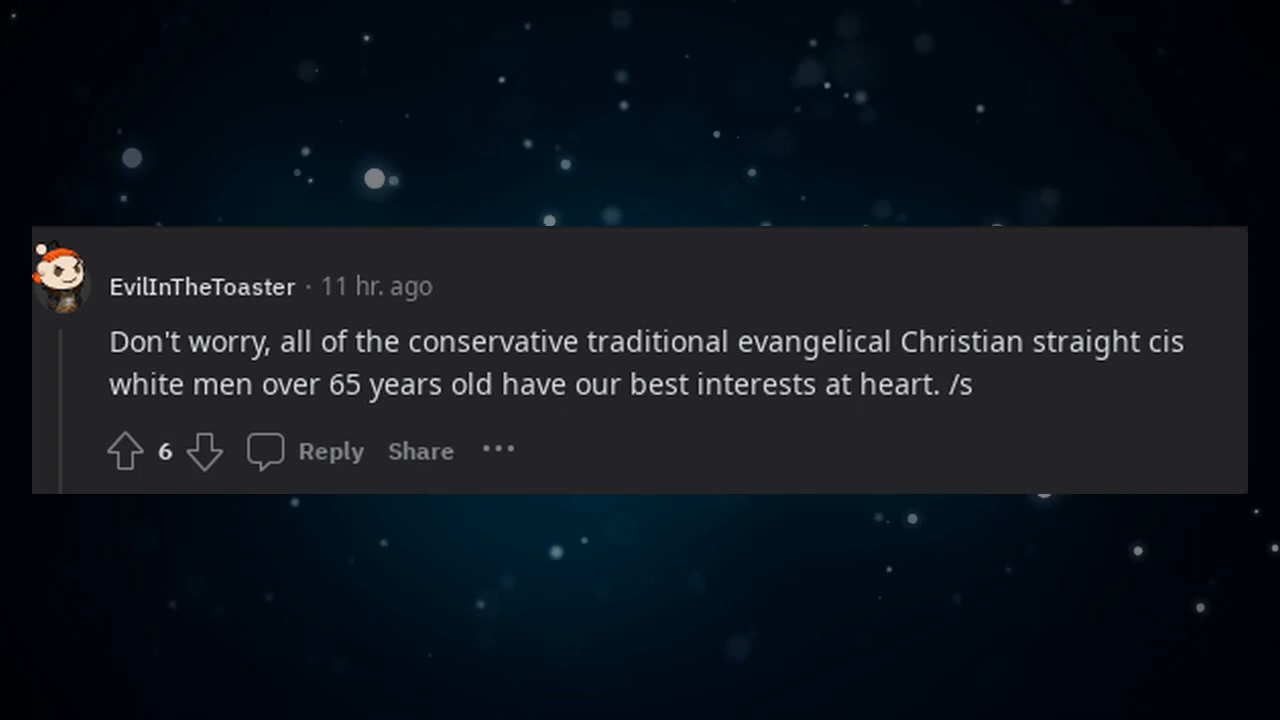 EvilInTheToaster · 11 hr. ago
Don't worry, all of the conservative traditional evangelical Christian straight cis
white men over 65 years old have our best interests at heart. /s
6 Reply Share •••